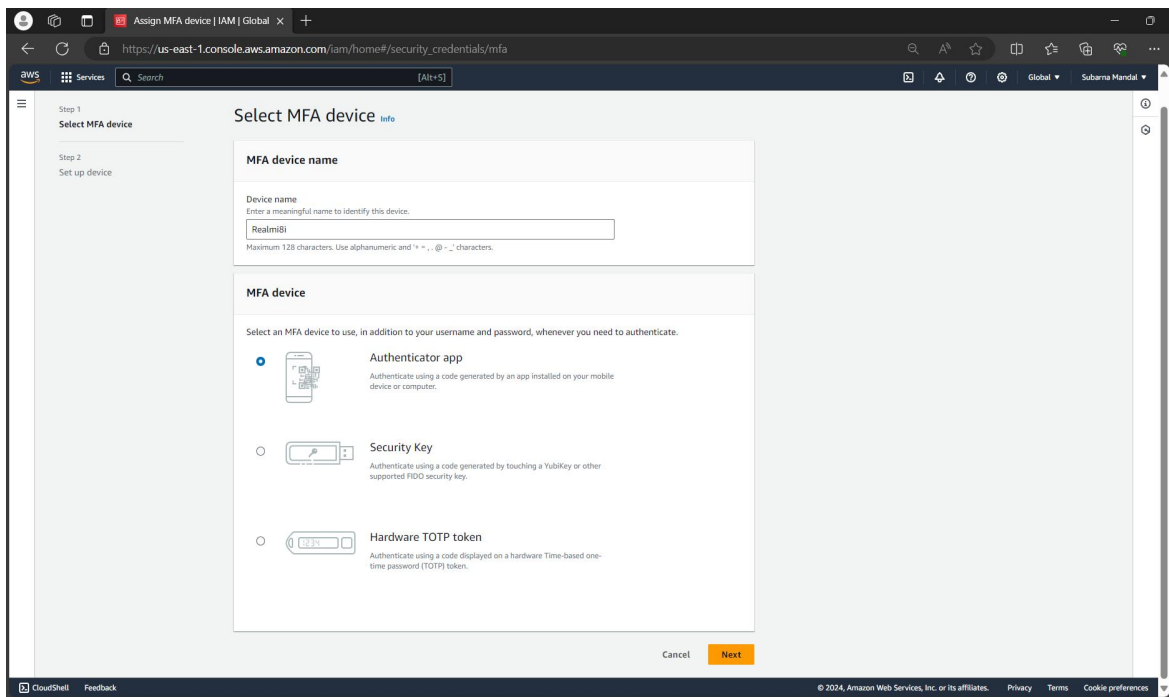 Assign MFA device | IAM | Global
https://us-east-1.console.aws.amazon.com/iam/home#/security_credentials/mfa
aws
Services
Search
[Alt+S]
Global
Subarna Mandal
Step 1
Select MFA device
Step 2
Set up device
Select MFA device Info
MFA device name
Device name
Enter a meaningful name to identify this device.
Realmi8i
Maximum 128 characters. Use alphanumeric and '+ = , . @ - _' characters.
MFA device
Select an MFA device to use, in addition to your username and password, whenever you need to authenticate.
Authenticator app
Authenticate using a code generated by an app installed on your mobile
device or computer.
Security Key
Authenticate using a code generated by touching a YubiKey or other
supported FIDO security key.
1234
Hardware TOTP token
Authenticate using a code displayed on a hardware Time-based one-
time password (TOTP) token.
Cancel
Next
CloudShell
Feedback
© 2024, Amazon Web Services, Inc. or its affiliates.
Privacy
Terms
Cookie preferences